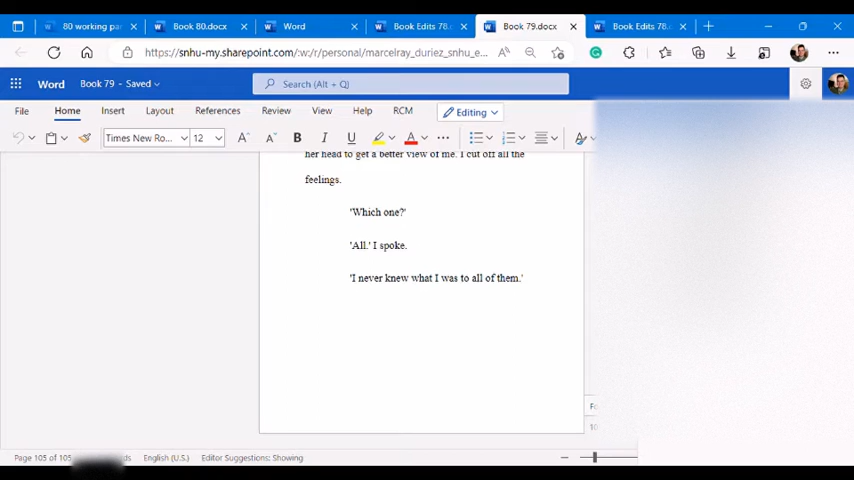 80 working pa
Book 80.docx
Word
Book Edits 78.
Book 79.docx
Book Edits 78.
https://snhu-my.sharepoint.com/:w:/r/personal/marcelray_duriez_snhu_e...
Word Book 79 - Saved
Search (Alt + Q)
File Home Insert Layout References Review View Help RCM Editing
Times New Ro... 12 B I U A
her head to get a better view of me. I cut off all the
feelings.
'Which one?'
'All.' I spoke.
'I never knew what I was to all of them.'
Page 105 of 105 English (U.S.) Editor Suggestions: Showing